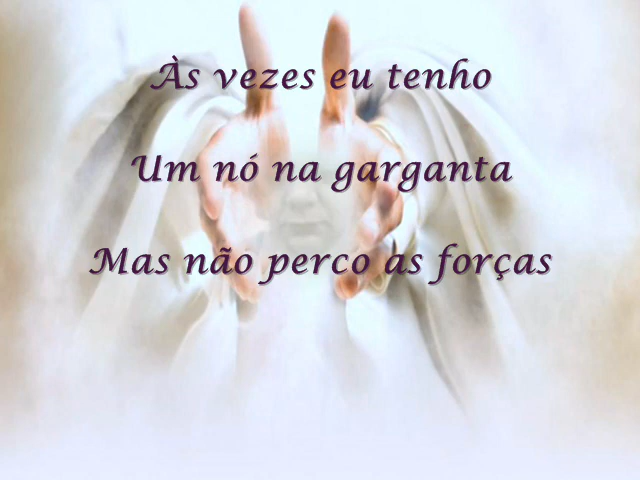 Às vezes eu tenho
Um nó na garganta
Mas não perco as forças